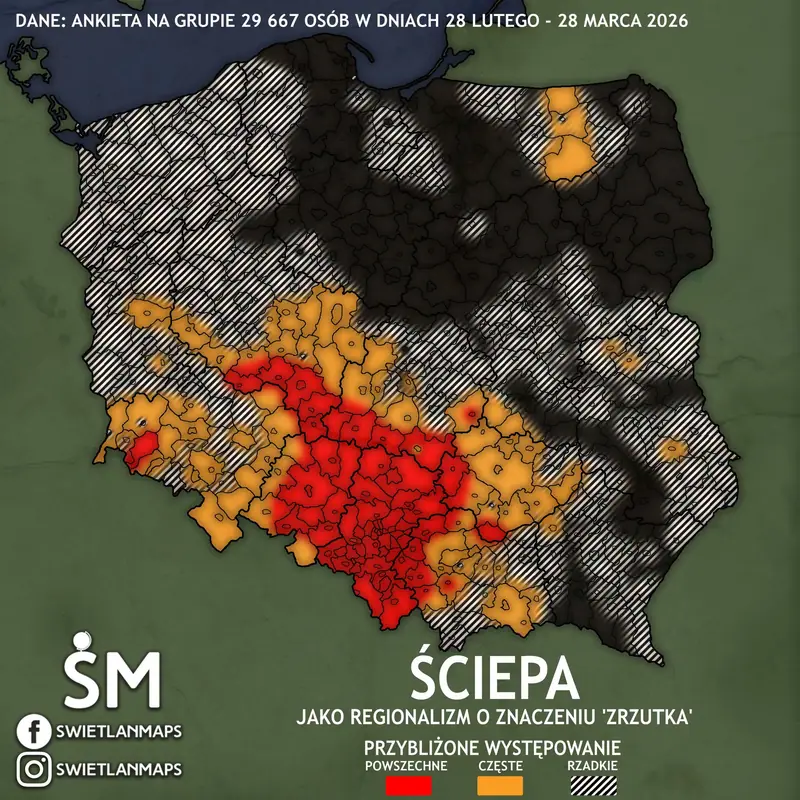 DANE: ANKIETA NA GRUPIE 29 667 OSÓB W DNIACH 28 LUTEGO - 28 MARCA 2026
ŚM
SWIETLANMAPS
SWIETLANMAPS
ŚCIEPA
JAKO REGIONALIZM O ZNACZENIU 'ZRZUTKA'
PRZYBLIŻONE WYSTĘPOWANIE
POWSZECHNE CZĘSTE RZADKIE